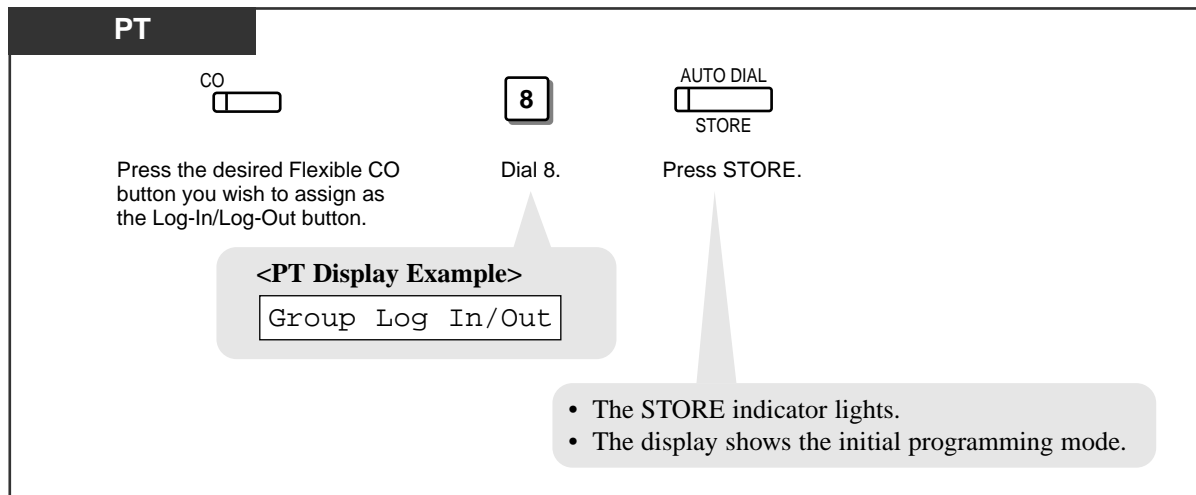 PT
CO
8
AUTO DIAL
STORE
Press the desired Flexible CO
button you wish to assign as
the Log-In/Log-Out button.
Dial 8.
Press STORE.
<PT Display Example>
Group Log In/Out
• The STORE indicator lights.
• The display shows the initial programming mode.